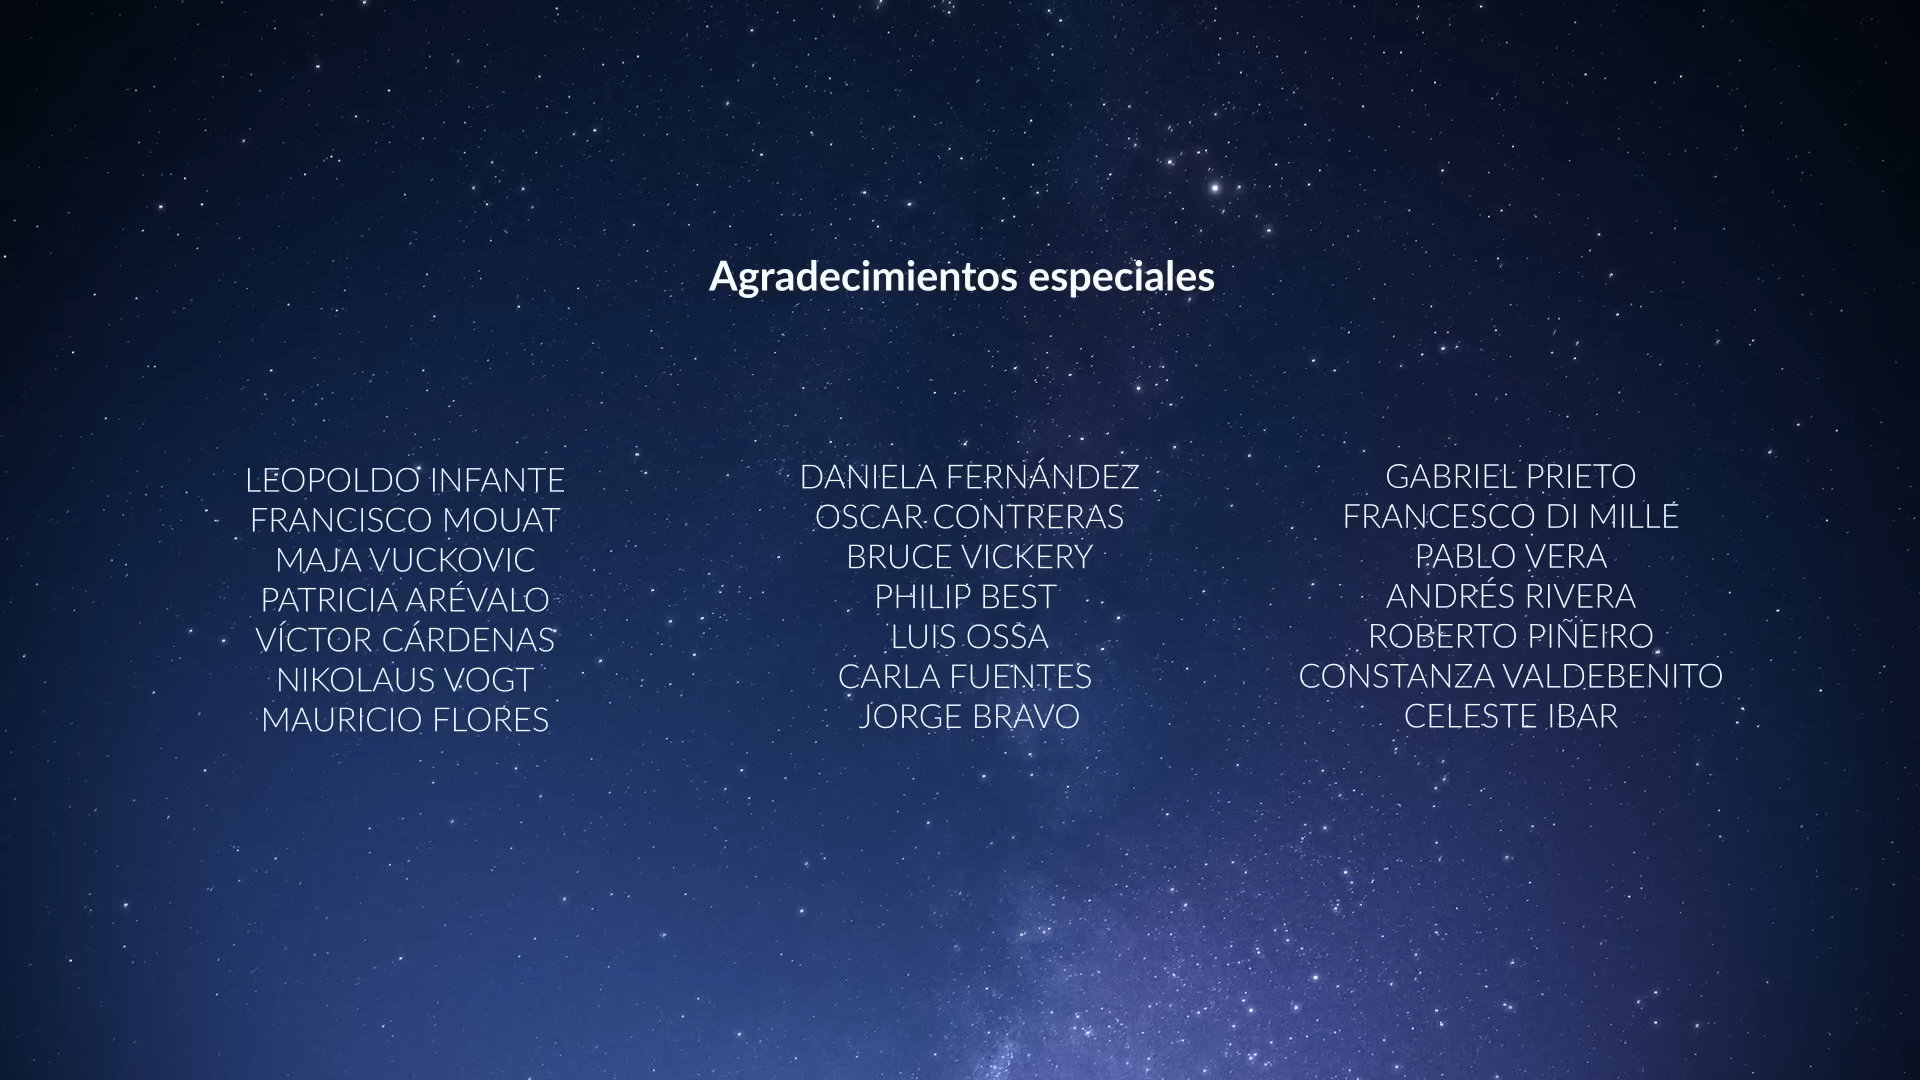 Agradecimientos especiales
LEOPOLDO INFANTE
FRANCISCO MOUAT
MAJA VUCKOVIC
PATRICIA ARÉVALO
VÍCTOR CÁRDENAS
NIKOLAUS VOGT
MAURICIO FLORES
DANIELA FERNÁNDEZ
OSCAR CONTRERAS
BRUCE VICKERY
PHILIP BEST
LUIS OSSA
CARLA FUENTES
JORGE BRAVO
GABRIEL PRIETO
FRANCESCO DI MILLE
PABLO VERA
ANDRÉS RIVERA
ROBERTO PIÑEIRO
CONSTANZA VALDEBENITO
CELESTE IBAR